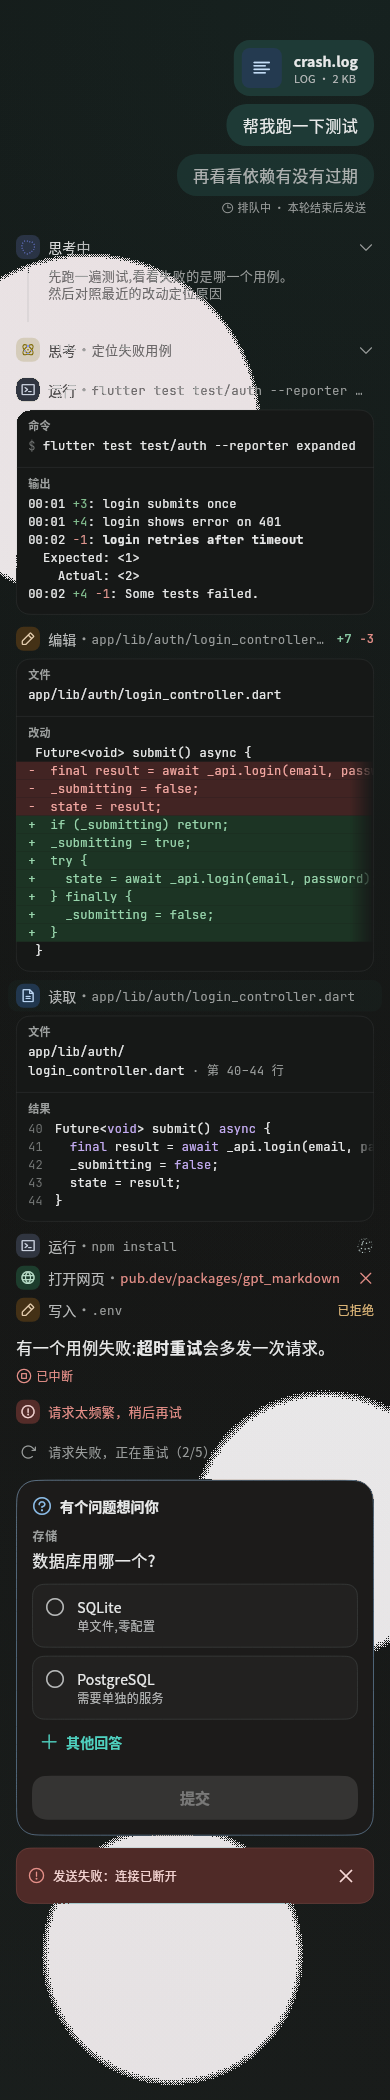 crash.log
LOG · 2 KB
帮我跑一下测试
再看看依赖有没有过期
排队中 · 本轮结束后发送
思考中
先跑一遍测试,看看失败的是哪一个用例。
然后对照最近的改动定位原因
思考 · 定位失败用例
运行 · flutter test test/auth --reporter …
命令
$ flutter test test/auth --reporter expanded
输出
00:01 +3: login submits once
00:01 +4: login shows error on 401
00:02 -1: login retries after timeout
Expected: <1>
Actual: <2>
00:02 +4 -1: Some tests failed.
编辑 · app/lib/auth/login_controller… +7 -3
文件
app/lib/auth/login_controller.dart
改动
Future<void> submit() async {
- final result = await _api.login(email, pass
- _submitting = false;
- state = result;
+ if (_submitting) return;
+ _submitting = true;
+ try {
+ state = await _api.login(email, password)
+ } finally {
+ _submitting = false;
+ }
}
读取 · app/lib/auth/login_controller.dart
文件
app/lib/auth/
login_controller.dart · 第 40–44 行
结果
40 Future<void> submit() async {
41 final result = await _api.login(email, pa
42 _submitting = false;
43 state = result;
44 }
运行 · npm install
打开网页 · pub.dev/packages/gpt_markdown
写入 · .env 已拒绝
有一个用例失败:超时重试会多发一次请求。
已中断
请求太频繁，稍后再试
请求失败，正在重试（2/5）
有个问题想问你
存储
数据库用哪一个?
SQLite
单文件,零配置
PostgreSQL
需要单独的服务
其他回答
提交
发送失败：连接已断开